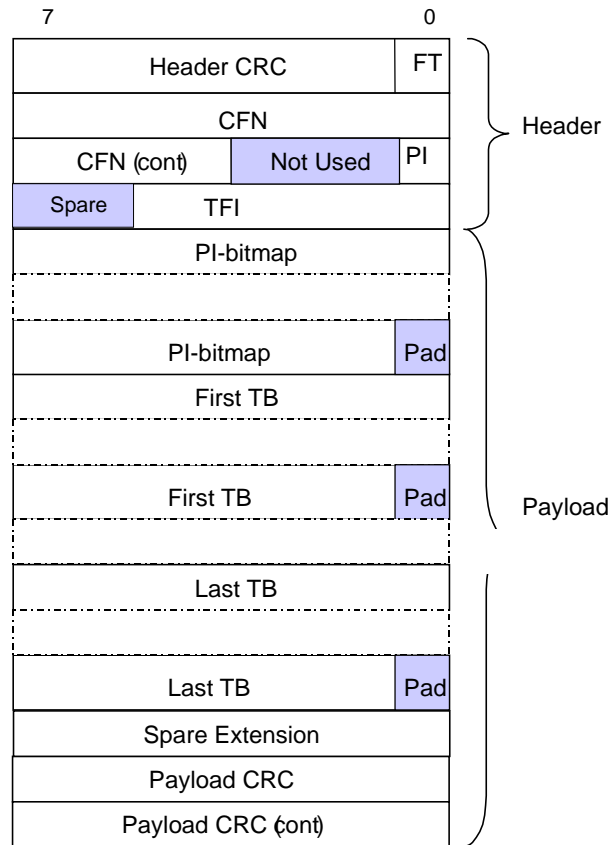 7 0
Header CRC FT
CFN
Header
CFN (cont) Not Used PI
Spare TFI
PI-bitmap
PI-bitmap Pad
First TB
First TB Pad
Payload
Last TB
Last TB Pad
Spare Extension
Payload CRC
Payload CRC (cont)